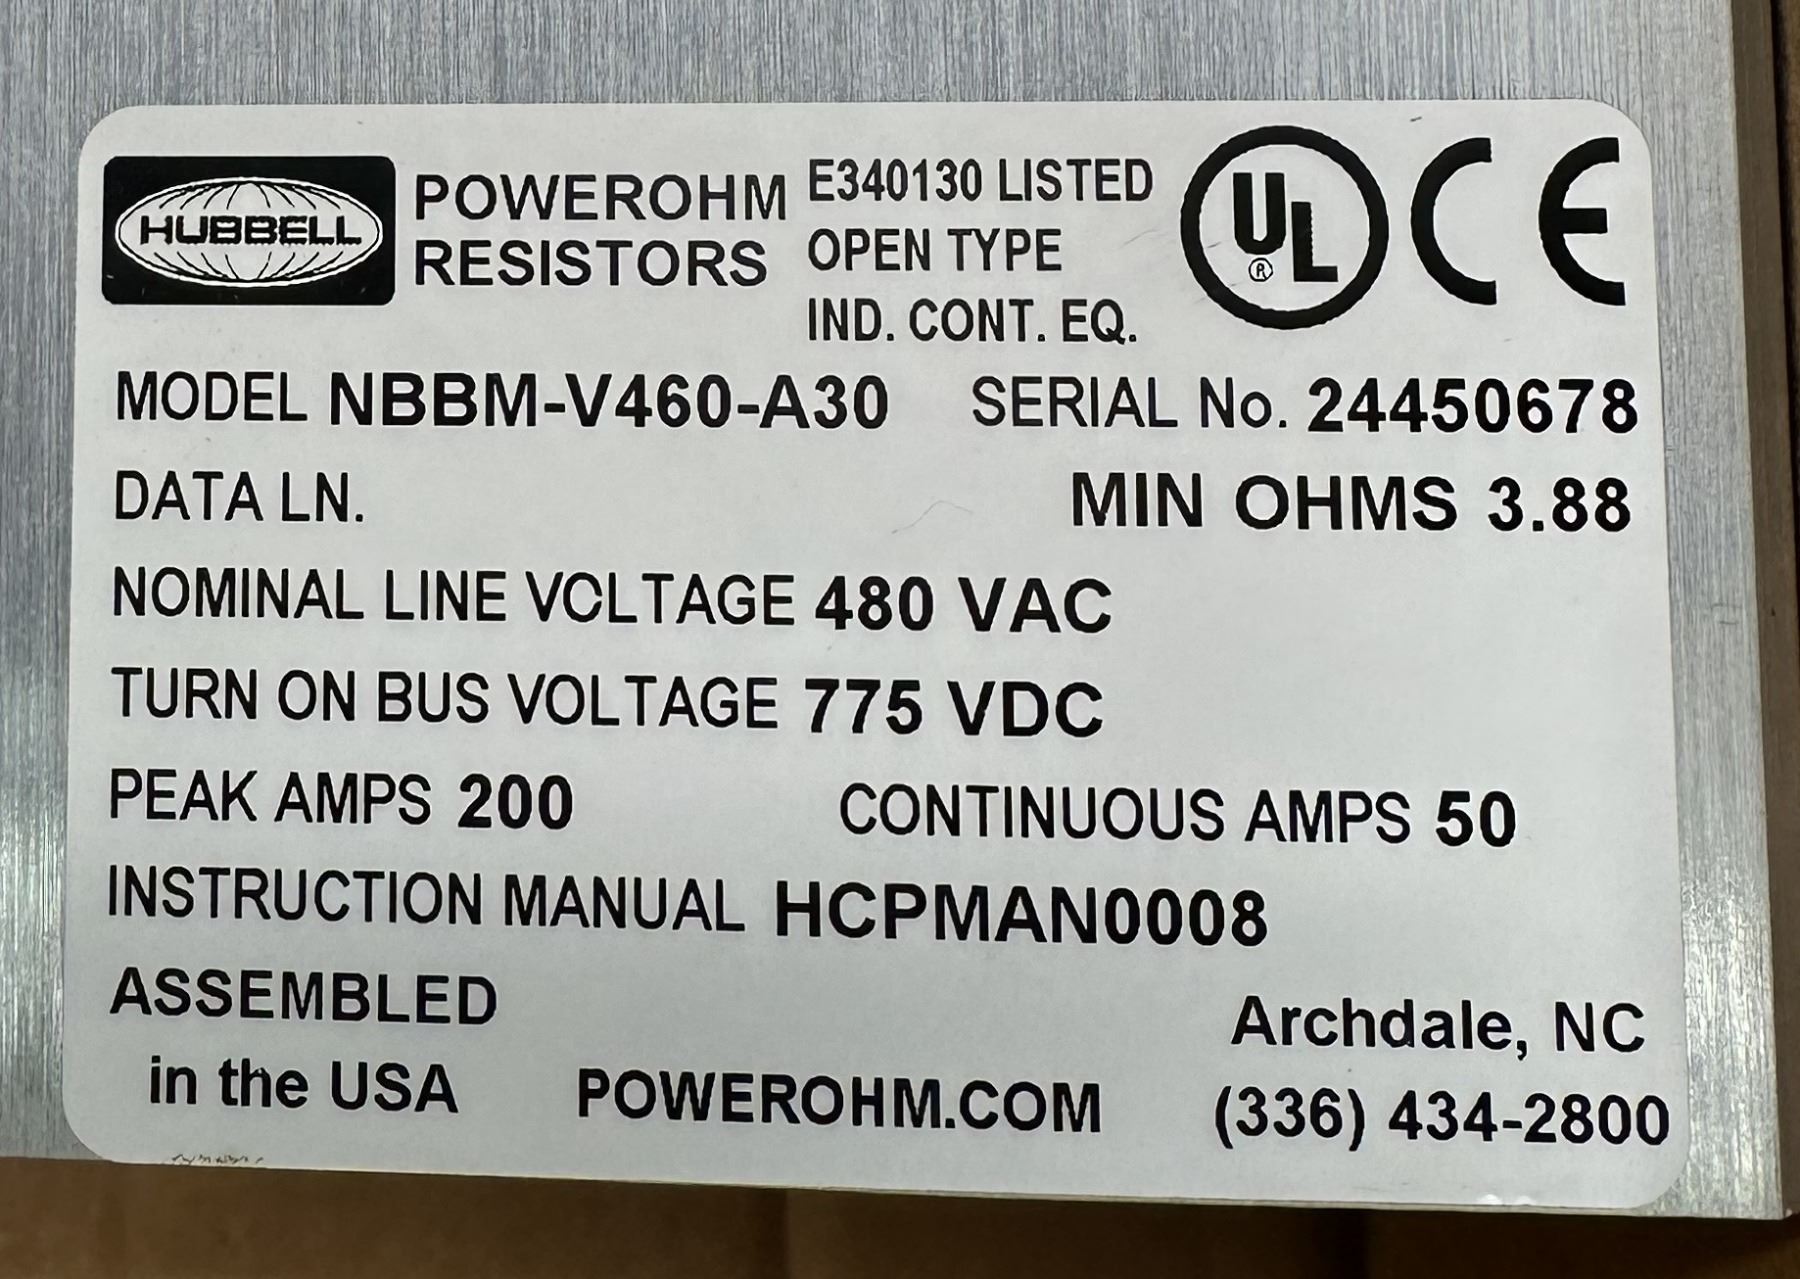 HUBBELL
POWEROHM
RESISTORS
E340130 LISTED
OPEN TYPE
IND. CONT. EQ.
UL
®
CE
MODEL NBBM-V460-A30 SERIAL No. 24450678
DATA LN. MIN OHMS 3.88
NOMINAL LINE VOLTAGE 480 VAC
TURN ON BUS VOLTAGE 775 VDC
PEAK AMPS 200 CONTINUOUS AMPS 50
INSTRUCTION MANUAL HCPMAN0008
ASSEMBLED
in the USA
POWEROHM.COM
Archdale, NC
(336) 434-2800